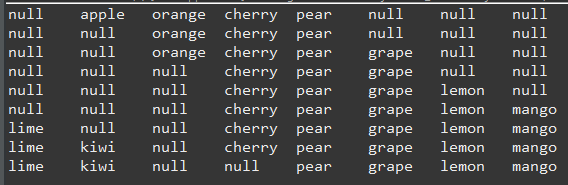 null apple orange cherry pear null null null
null null orange cherry pear null null null
null null orange cherry pear grape null null
null null null cherry pear grape null null
null null null cherry pear grape lemon null
null null null cherry pear grape lemon mango
lime null null cherry pear grape lemon mango
lime kiwi null cherry pear grape lemon mango
lime kiwi null null pear grape lemon mango